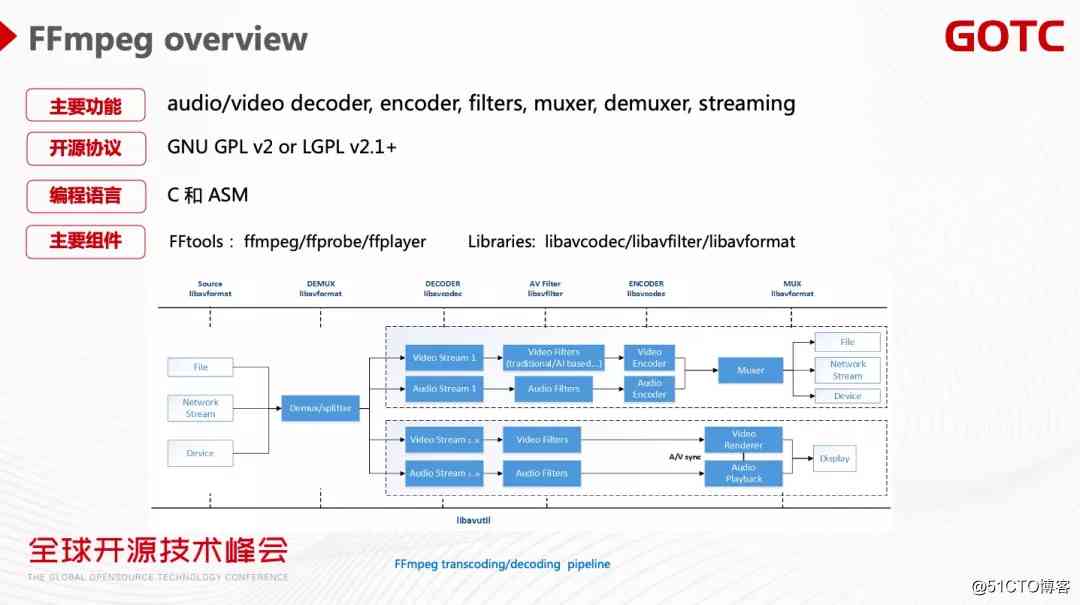 FFmpeg overview
GOTC
主要功能
audio/video decoder, encoder, filters, muxer, demuxer, streaming
开源协议
GNU GPL v2 or LGPL v2.1+
编程语言
C 和 ASM
主要组件
FFtools： ffmpeg/ffprobe/ffplayer
Libraries: libavcodec/libavfilter/libavformat
Source
libavformat
DEMUX
libavformat
DECODER
libavcodec
AV Filter
libavfilter
ENCODER
libavcodec
MUX
libavformat
File
Network
Stream
Device
Demux/splitter
Video Stream 1
Audio Stream 1
Video Filters
(traditional/AI based...)
Audio Filters
Video
Encoder
Audio
Encoder
Muxer
File
Network
Stream
Device
Video Stream 1..N
Audio Stream 1..N
Video Filters
Audio Filters
A/V sync
Video
Renderer
Audio
Playback
Display
libavutil
全球开源技术峰会
THE GLOBAL OPENSOURCE TECHNOLOGY CONFERENCE
FFmpeg transcoding/decoding pipeline
@51CTO博客